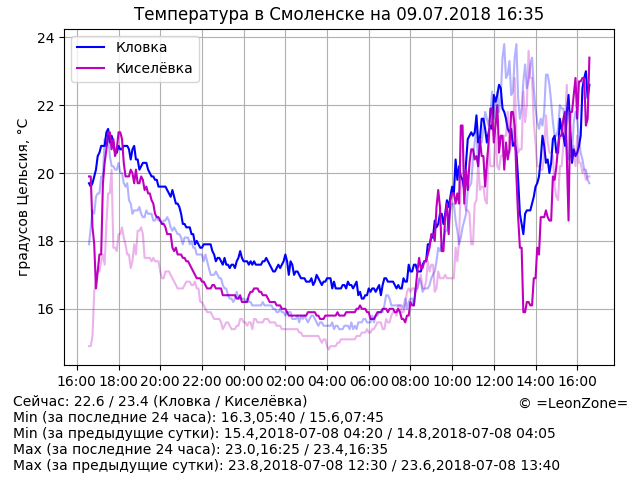 Температура в Смоленске на 09.07.2018 16:35
Кловка
Киселёвка
градусов Цельсия, °C
24
22
20
18
16
16:00 18:00 20:00 22:00 00:00 02:00 04:00 06:00 08:00 10:00 12:00 14:00 16:00
Сейчас: 22.6 / 23.4 (Кловка / Киселёвка)
© =LeonZone=
Min (за последние 24 часа): 16.3,05:40 / 15.6,07:45
Min (за предыдущие сутки): 15.4,2018-07-08 04:20 / 14.8,2018-07-08 04:05
Max (за последние 24 часа): 23.0,16:25 / 23.4,16:35
Max (за предыдущие сутки): 23.8,2018-07-08 12:30 / 23.6,2018-07-08 13:40